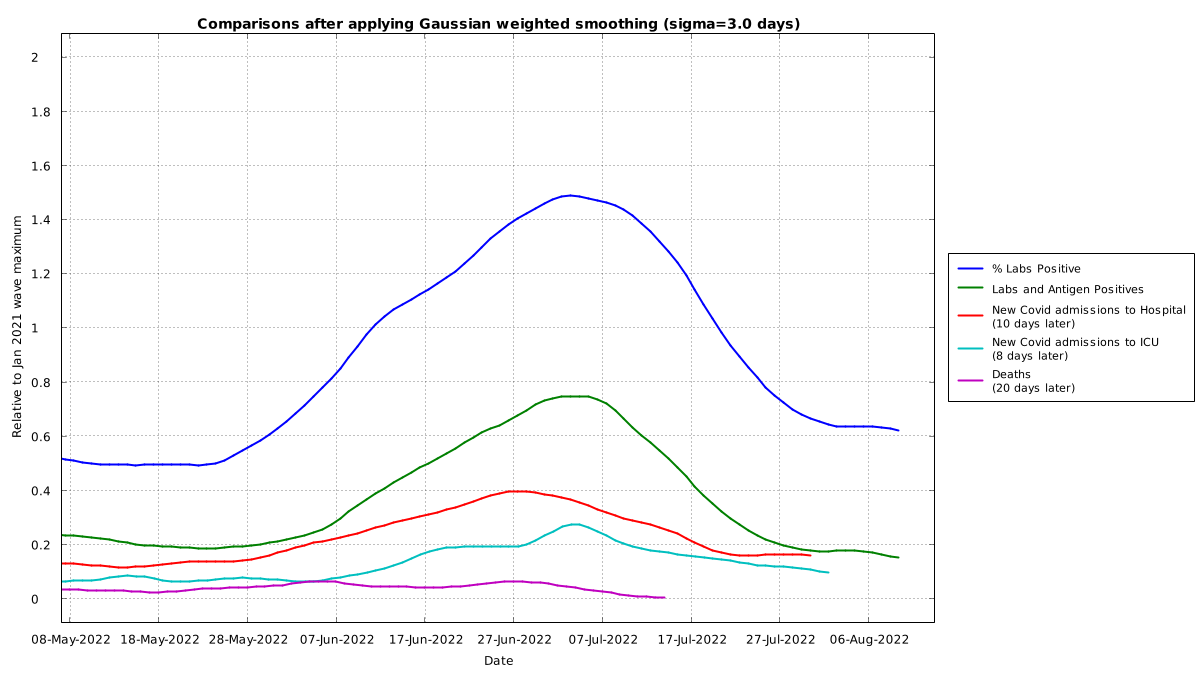 Comparisons after applying Gaussian weighted smoothing (sigma=3.0 days)
2
1.8
1.6
1.4
1.2
1
0.8
0.6
0.4
0.2
0
Relative to Jan 2021 wave maximum
08-May-2022 18-May-2022 28-May-2022 07-Jun-2022 17-Jun-2022 27-Jun-2022 07-Jul-2022 17-Jul-2022 27-Jul-2022 06-Aug-2022
Date
% Labs Positive
Labs and Antigen Positives
New Covid admissions to Hospital
(10 days later)
New Covid admissions to ICU
(8 days later)
Deaths
(20 days later)